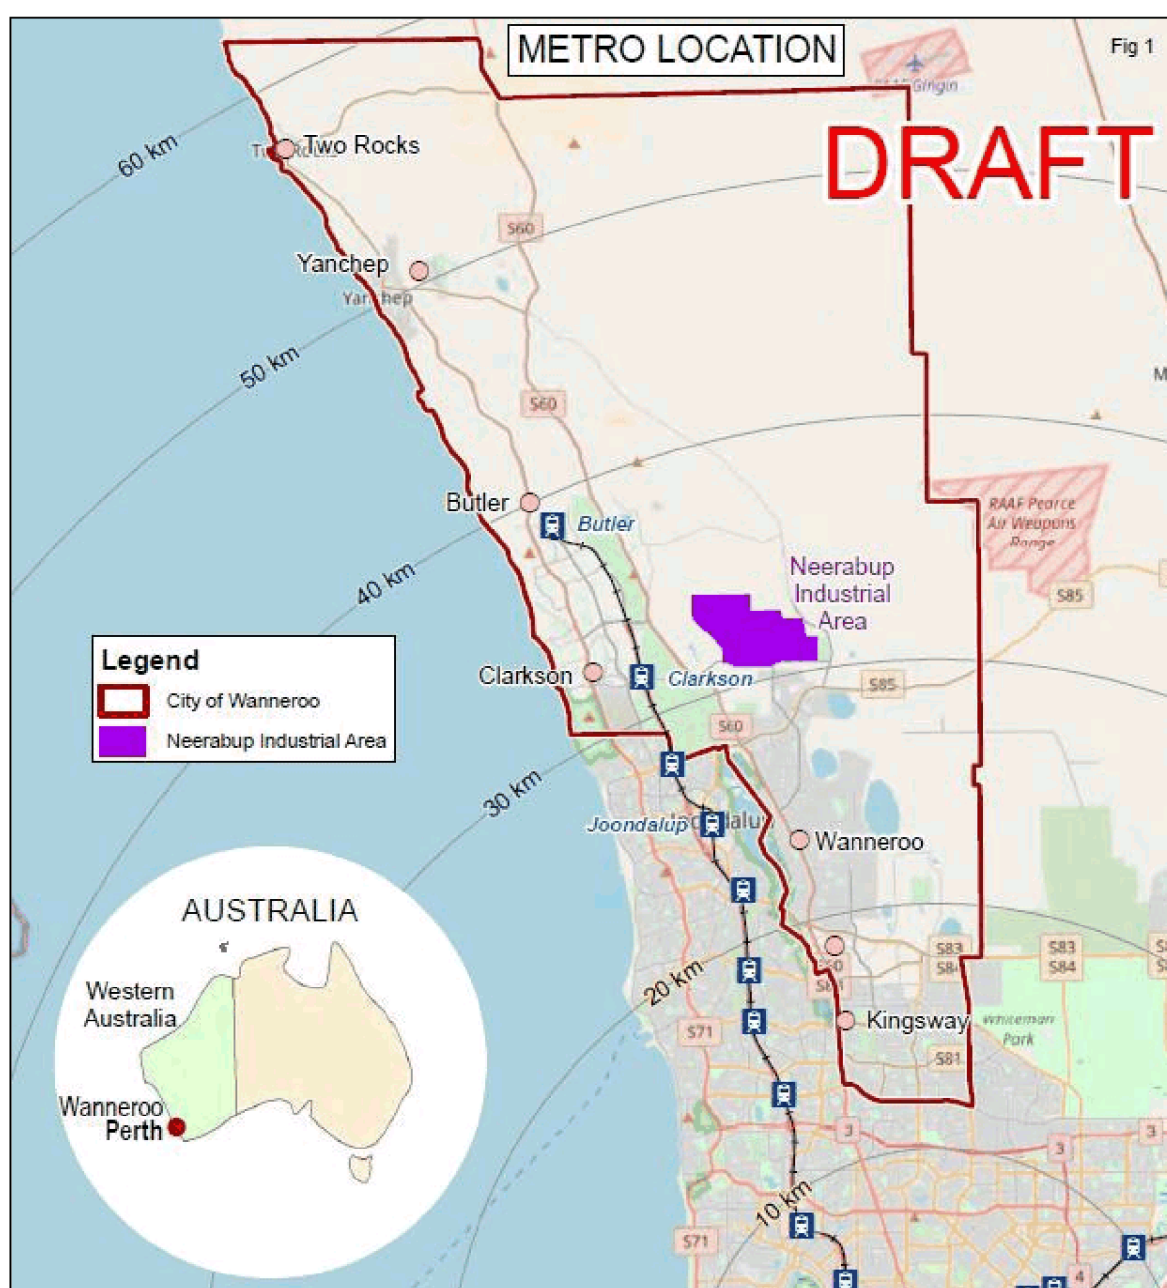 METRO LOCATION
Fig 1
Gingin
DRAFT
60 km
Two Rocks
S60
Yanchep
Yanchep
50 km
S60
Butler
Butler
RAAF Pearce
Air Weapons
Range
40 km
Neerabup
Industrial
Area
S85
Legend
City of Wanneroo
Neerabup Industrial Area
Clarkson
Clarkson
S85
S60
30 km
Joondalup
Wanneroo
AUSTRALIA
Western
Australia
Wanneroo
Perth
S83
S84
S83
S84
20 km
Kingsway
Whiteman
Park
S71
S81
3
3
3
10 km
S71
4